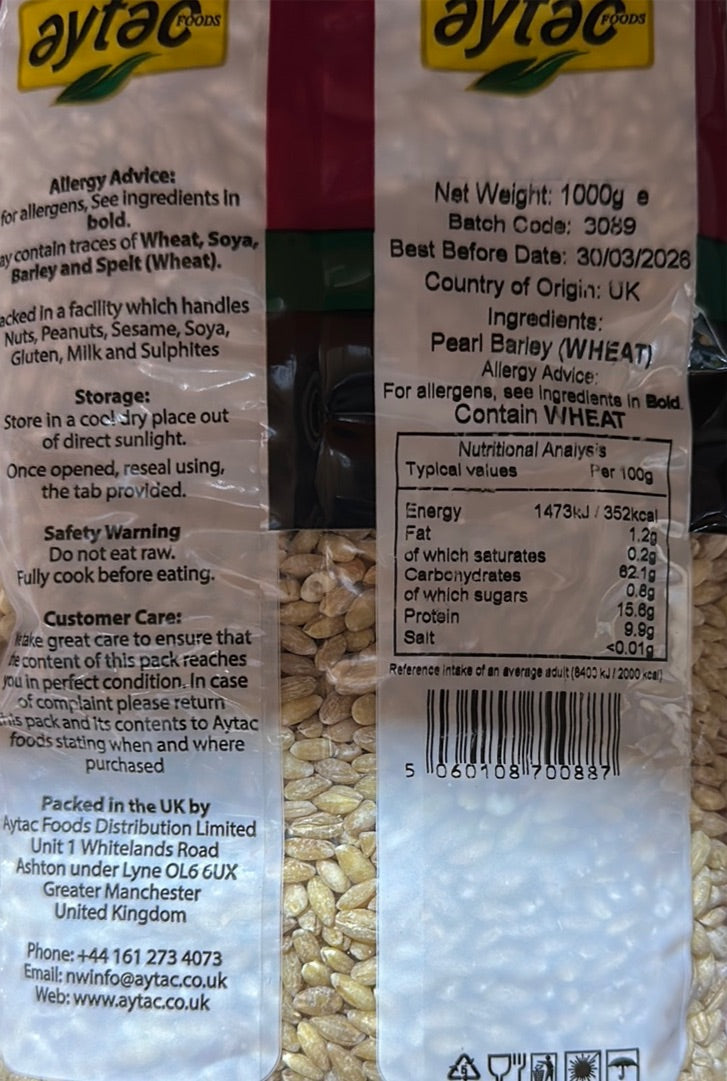 aytac FOODS
Allergy Advice:
for allergens, See ingredients in
bold.
ay contain traces of Wheat, Soya,
Barley and Spelt (Wheat).
acked in a facility which handles
Nuts, Peanuts, Sesame, Soya,
Gluten, Milk and Sulphites
Storage:
Store in a cool dry place out
of direct sunlight.
Once opened, reseal using,
the tab provided.
Safety Warning
Do not eat raw.
Fully cook before eating.
Customer Care:
take great care to ensure that
content of this pack reaches
you in perfect condition. In case
of complaint please return
this pack and its contents to Aytac
foods stating when and where
purchased
Packed in the UK by
Aytac Foods Distribution Limited
Unit 1 Whitelands Road
Ashton under Lyne OL6 6UX
Greater Manchester
United Kingdom
Phone: +44 161 273 4073
Email: nwinfo@aytac.co.uk
Web: www.aytac.co.uk
aytac FOODS
Net Weight: 1000g e
Batch Code: 3089
Best Before Date: 30/03/2026
Country of Origin: UK
Ingredients:
Pearl Barley (WHEAT)
Allergy Advice:
For allergens, see ingredients in Bold.
Contain WHEAT
Nutritional Analysis
Typical values Per 100g
Energy 1473kJ / 352kcal
Fat 1.2g
of which saturates 0.2g
Carbohydrates 62.1g
of which sugars 0.8g
Protein 15.6g
Salt 9.9g
<0.01g
Reference intake of an average adult (8400 kJ / 2000 kcal)
5 060108 700887